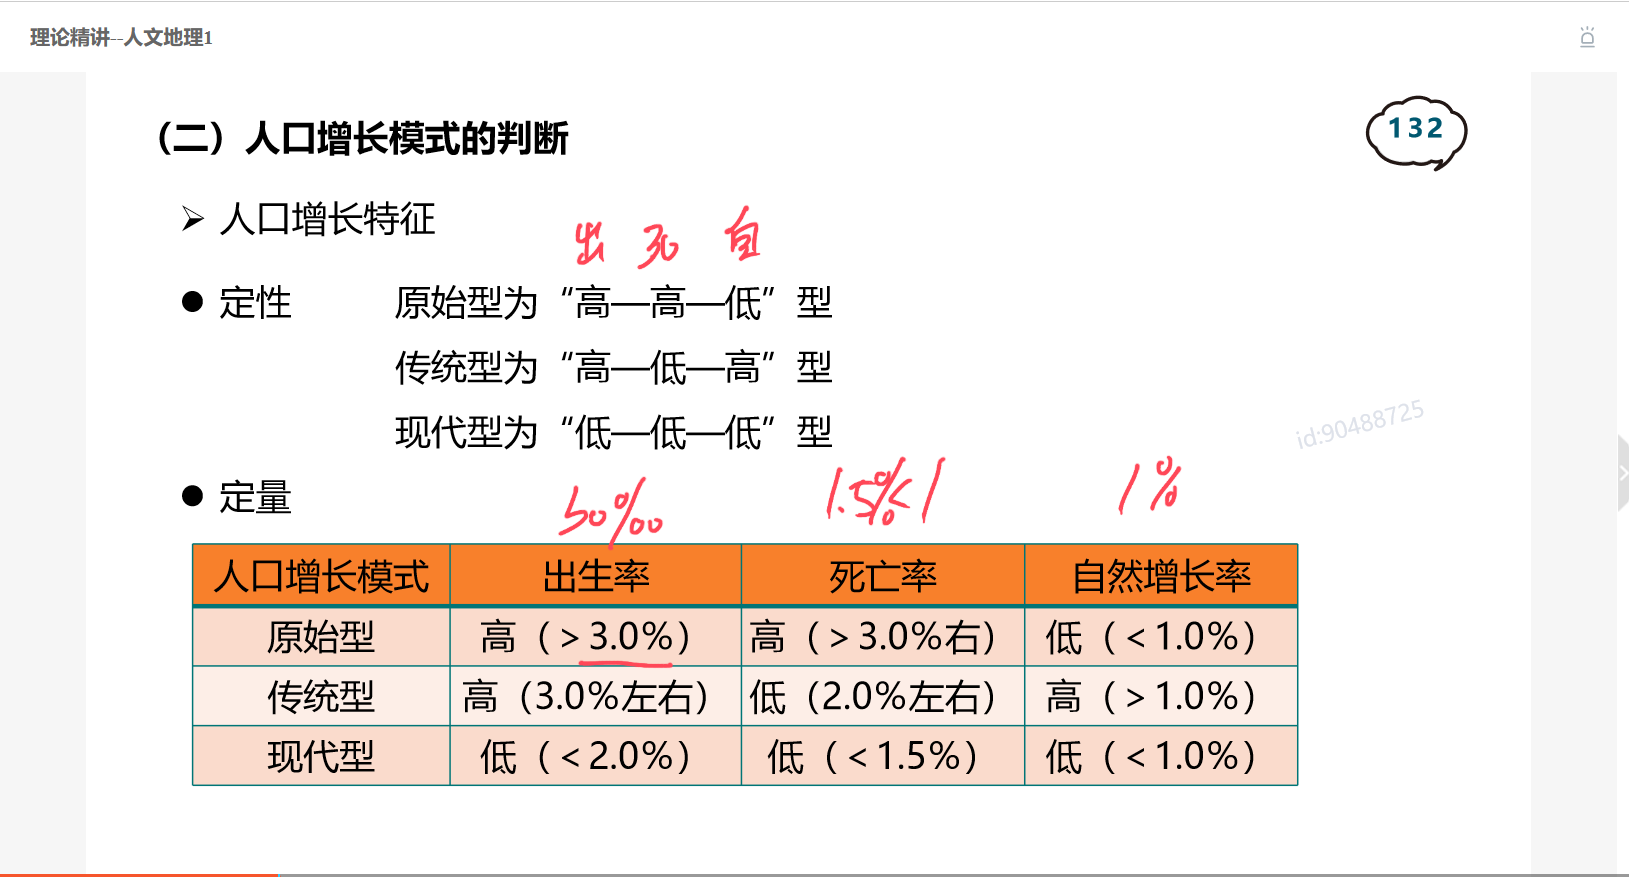 理论精讲--人文地理1
（二）人口增长模式的判断
132
➢ 人口增长特征
出 死 自
● 定性 原始型为“高—高—低”型
传统型为“高—低—高”型
现代型为“低—低—低”型
id:90488725
● 定量
1.5% < 1
1%
人口增长模式 出生率 死亡率 自然增长率
原始型 高（＞3.0%） 高（＞3.0%右） 低（＜1.0%）
传统型 高（3.0%左右） 低（2.0%左右） 高（＞1.0%）
现代型 低（＜2.0%） 低（＜1.5%） 低（＜1.0%）